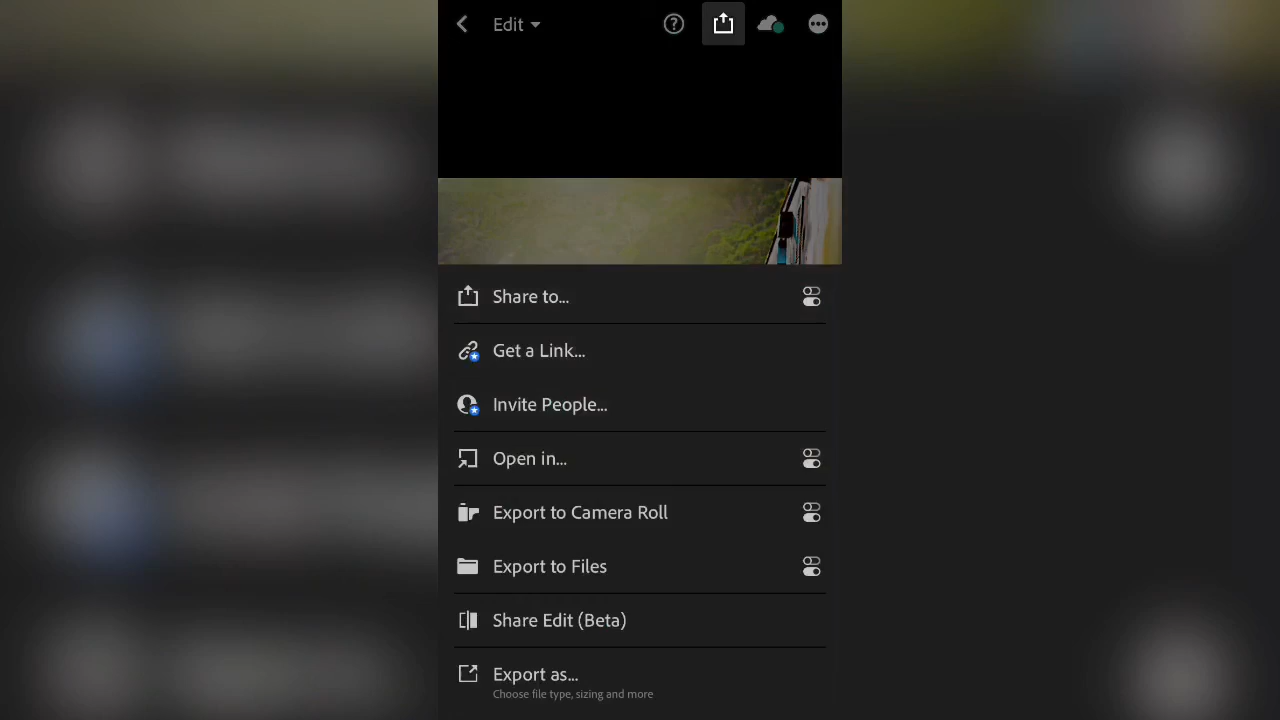 Edit
Share to...
Get a Link...
Invite People...
Open in...
Export to Camera Roll
Export to Files
Share Edit (Beta)
Export as...
Choose file type, sizing and more